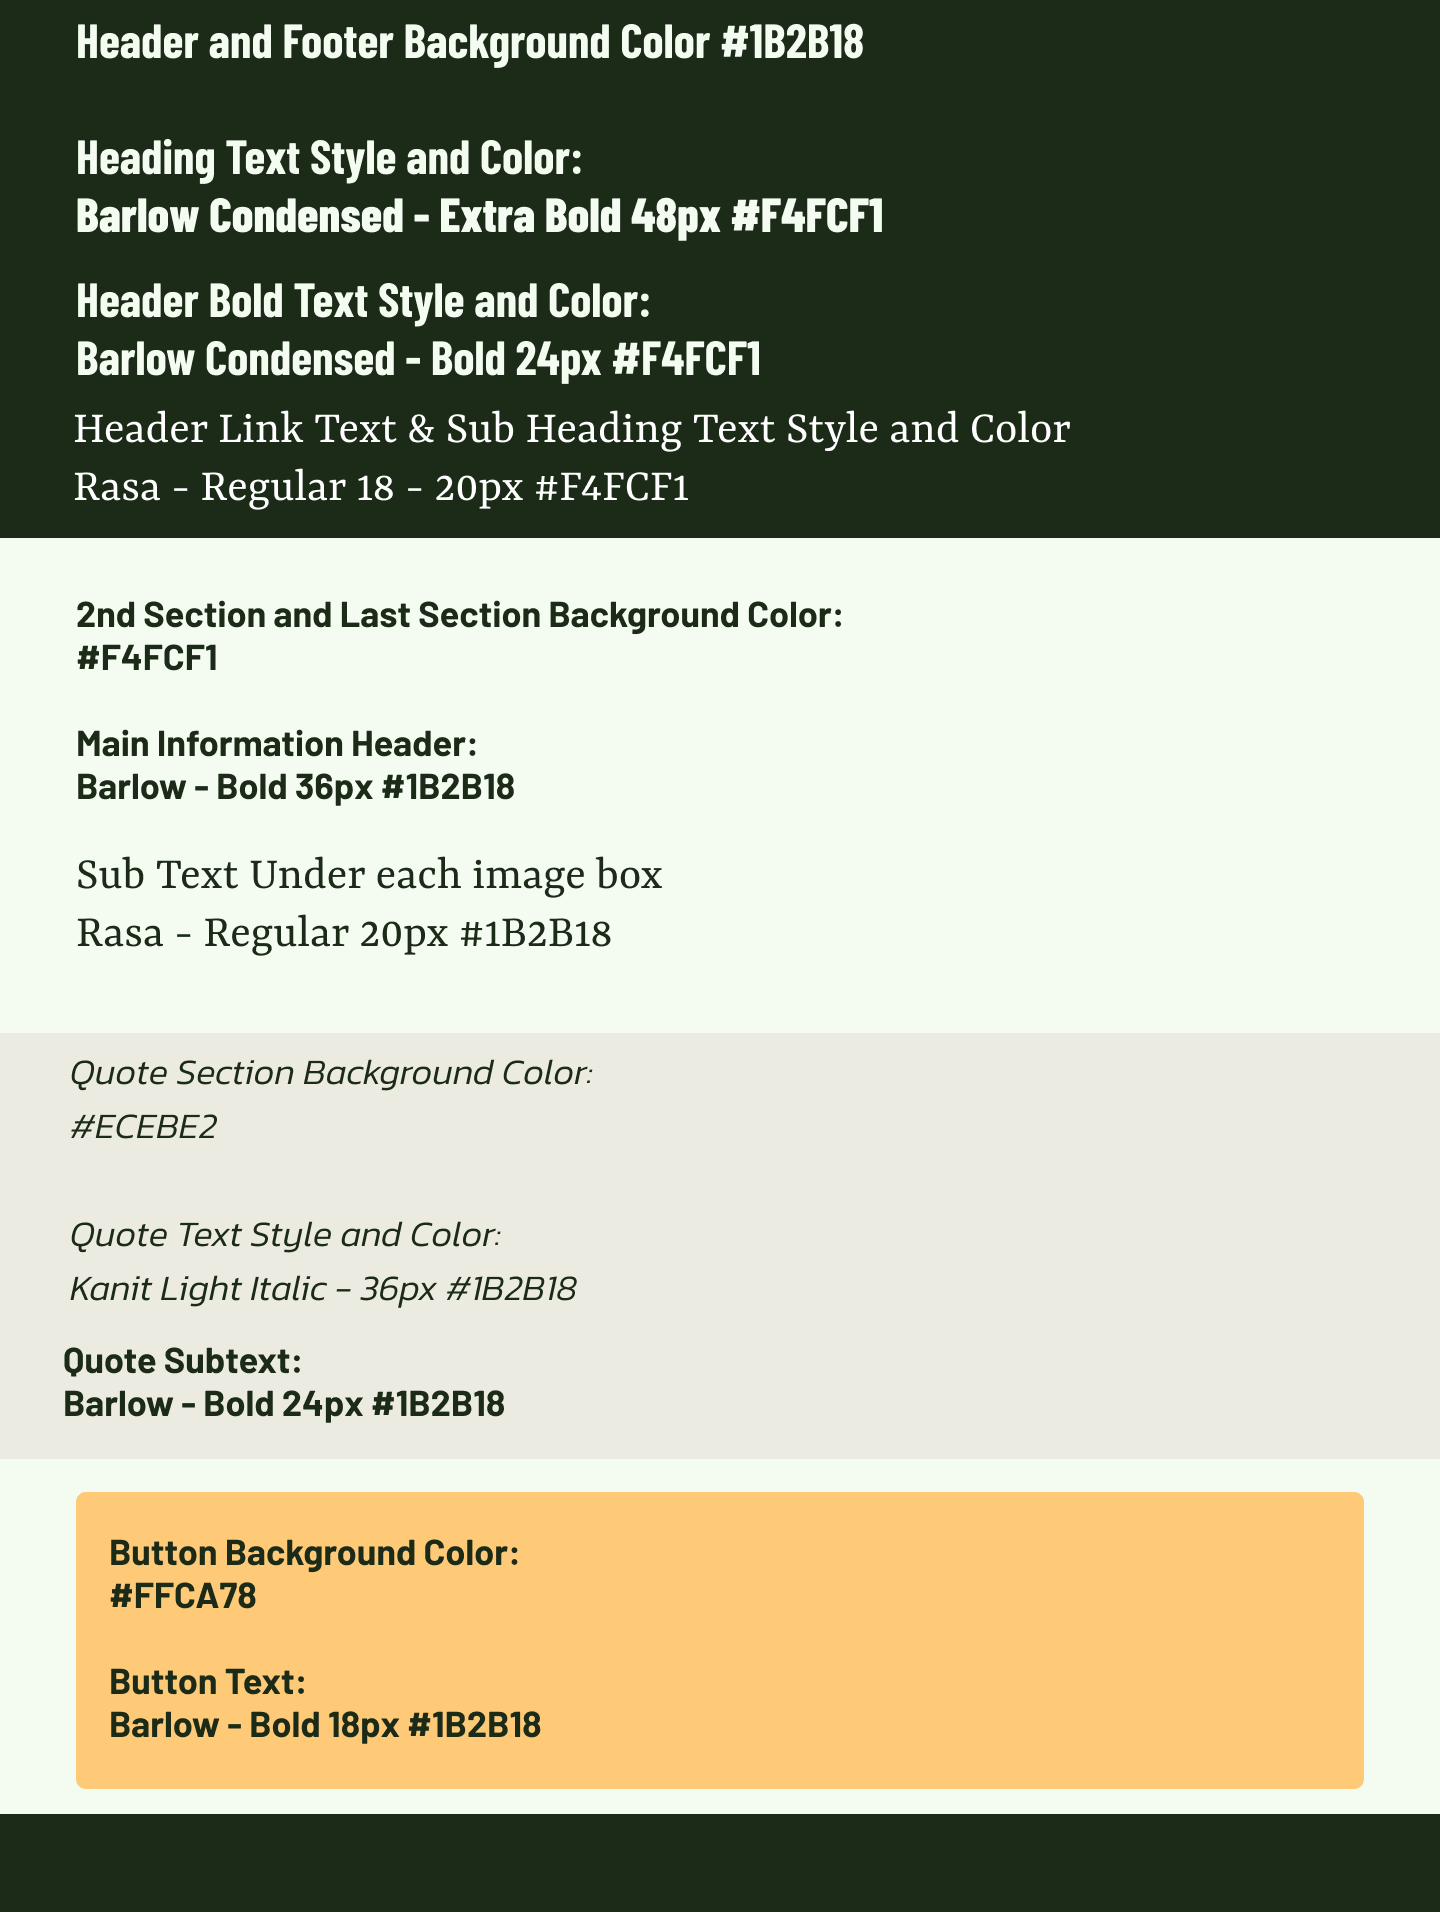 Header and Footer Background Color #1B2B18
Heading Text Style and Color:
Barlow Condensed - Extra Bold 48px #F4FCF1
Header Bold Text Style and Color:
Barlow Condensed - Bold 24px #F4FCF1
Header Link Text & Sub Heading Text Style and Color
Rasa - Regular 18 - 20px #F4FCF1
2nd Section and Last Section Background Color:
#F4FCF1
Main Information Header:
Barlow - Bold 36px #1B2B18
Sub Text Under each image box
Rasa - Regular 20px #1B2B18
Quote Section Background Color:
#ECEBE2
Quote Text Style and Color:
Kanit Light Italic - 36px #1B2B18
Quote Subtext:
Barlow - Bold 24px #1B2B18
Button Background Color:
#FFCA78
Button Text:
Barlow - Bold 18px #1B2B18